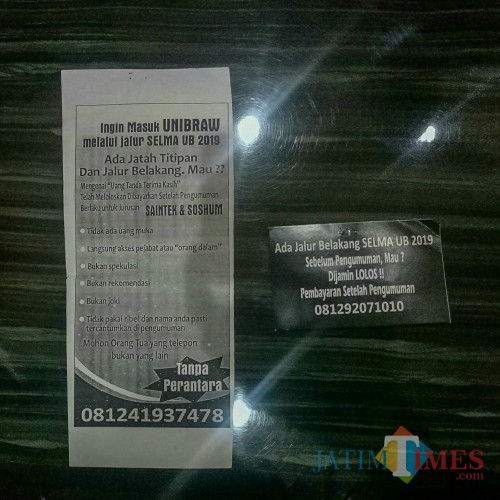 Ingin Masuk UNIBRAW
melalui jalur SELMA UB 2019
Ada Jatah Titipan
Dan Jalur Belakang, Mau ??
Mengenai "Uang Tanda Terima Kasih"
Telah Meloloskan Dibayarkan Setelah Pengumuman
Berlaku untuk Jurusan SAINTEK & SOSHUM
Tidak ada uang muka
Langsung aktes pejabat atau "orang dalam"
Bukan spekulasi
Bukan rekomendasi
Bukan joki
Tidak pakai ribet dan nama anda pasti
tercantumkan di pengumuman
Mohon Orang Tua yang telepon
bukan yang lain
Tanpa
Perantara
081241937478
Ada Jalur Belakang SELMA UB 2019
Sebelum Pengumuman, Mau ?
Dijamin LOLOS !!
Pembayaran Setelah Pengumuman
081292071010
JATIMTIMES
.com